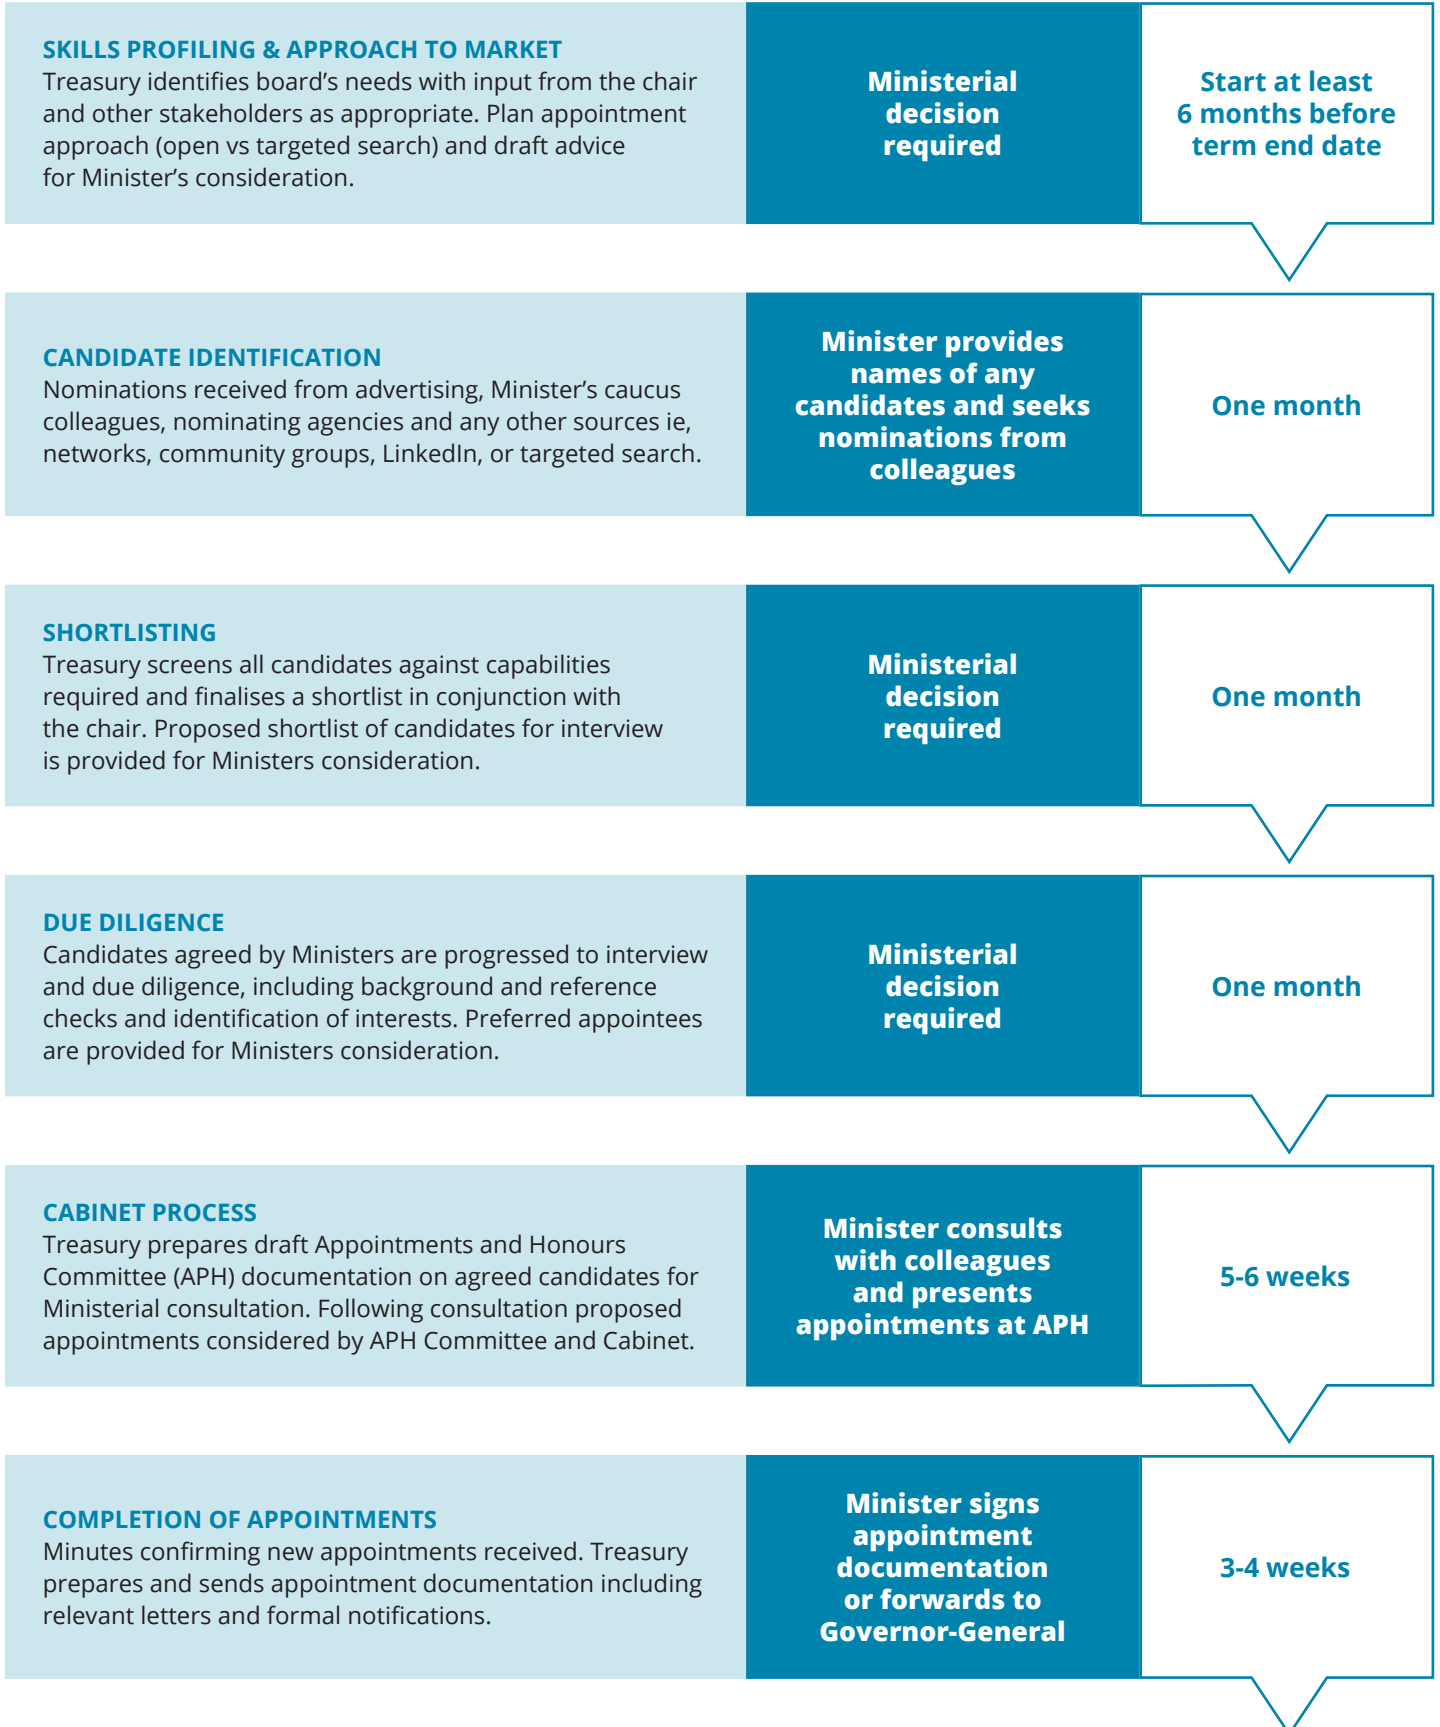 SKILLS PROFILING & APPROACH TO MARKET
Treasury identifies board’s needs with input from the chair
and other stakeholders as appropriate. Plan appointment
approach (open vs targeted search) and draft advice
for Minister’s consideration.
Ministerial
decision
required
Start at least
6 months before
term end date
CANDIDATE IDENTIFICATION
Nominations received from advertising, Minister’s caucus
colleagues, nominating agencies and any other sources ie,
networks, community groups, LinkedIn, or targeted search.
Minister provides
names of any
candidates and seeks
nominations from
colleagues
One month
SHORTLISTING
Treasury screens all candidates against capabilities
required and finalises a shortlist in conjunction with
the chair. Proposed shortlist of candidates for interview
is provided for Ministers consideration.
Ministerial
decision
required
One month
DUE DILIGENCE
Candidates agreed by Ministers are progressed to interview
and due diligence, including background and reference
checks and identification of interests. Preferred appointees
are provided for Ministers consideration.
Ministerial
decision
required
One month
CABINET PROCESS
Treasury prepares draft Appointments and Honours
Committee (APH) documentation on agreed candidates for
Ministerial consultation. Following consultation proposed
appointments considered by APH Committee and Cabinet.
Minister consults
with colleagues
and presents
appointments at APH
5-6 weeks
COMPLETION OF APPOINTMENTS
Minutes confirming new appointments received. Treasury
prepares and sends appointment documentation including
relevant letters and formal notifications.
Minister signs
appointment
documentation
or forwards to
Governor-General
3-4 weeks